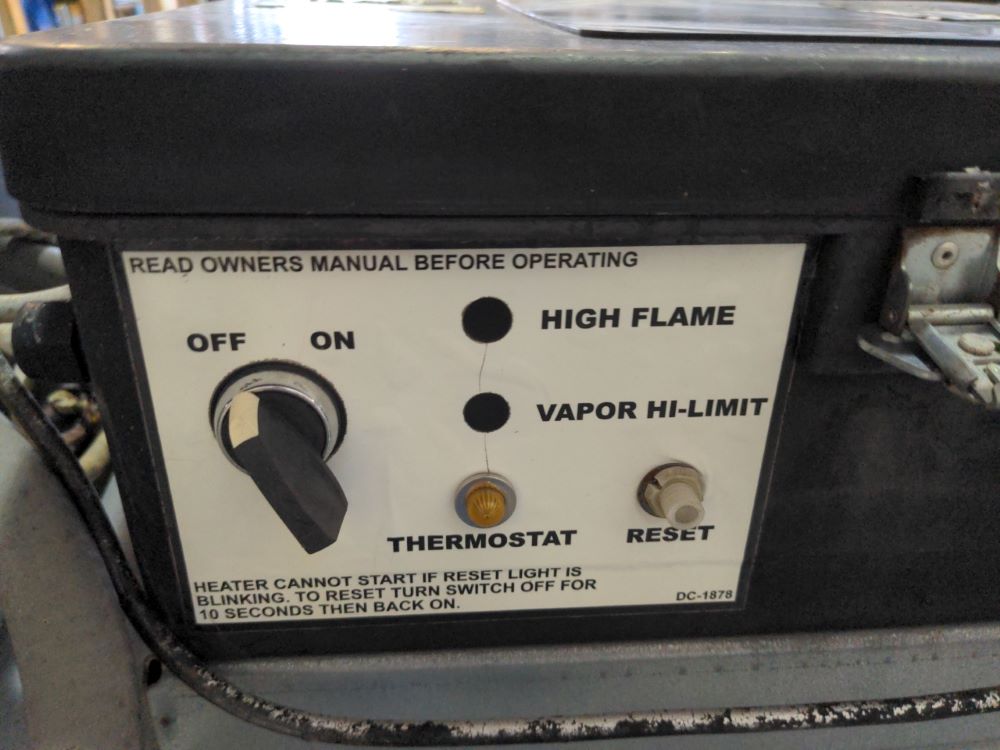 READ OWNERS MANUAL BEFORE OPERATING
OFF ON
HIGH FLAME
VAPOR HI-LIMIT
THERMOSTAT
RESET
HEATER CANNOT START IF RESET LIGHT IS
BLINKING. TO RESET TURN SWITCH OFF FOR
10 SECONDS THEN BACK ON.
DC-1878